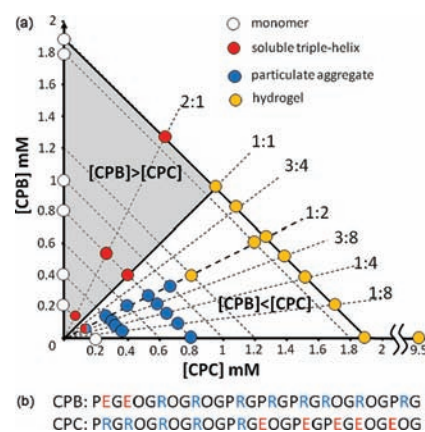 (a)
monomer
soluble triple-helix
particulate aggregate
hydrogel
[CPB] mM
2
1.8
1.6
1.4
1.2
1
0.8
0.6
0.4
0.2
0
2:1
[CPB]>[CPC]
1:1
3:4
1:2
3:8
1:4
1:8
[CPB]<[CPC]
0.2 0.4 0.6 0.8 1 1.2 1.4 1.6 1.8 2 9.5
[CPC] mM
(b) CPB: PEGEOGROGROGPRGPRGPRGROGROGPRG
CPC: PRGROGROGPRGPRGEOGPEGPEGEOGEOG